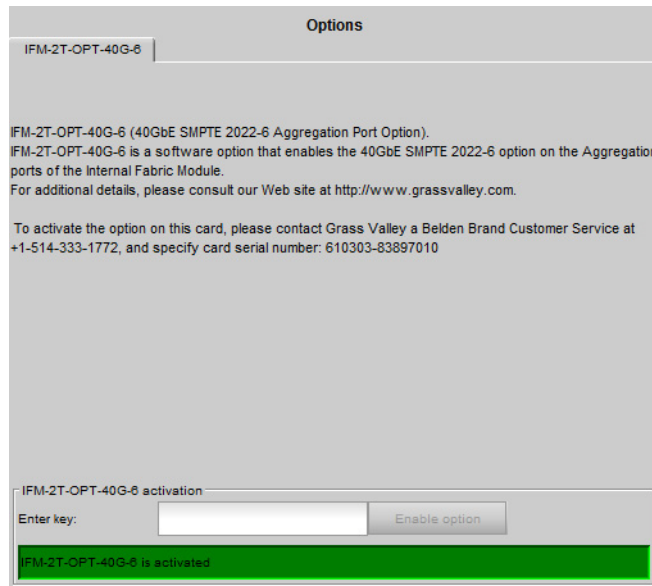 Options
IFM-2T-OPT-40G-6
IFM-2T-OPT-40G-6 (40GbE SMPTE 2022-6 Aggregation Port Option).
IFM-2T-OPT-40G-6 is a software option that enables the 40GbE SMPTE 2022-6 option on the Aggregation
ports of the Internal Fabric Module.
For additional details, please consult our Web site at http://www.grassvalley.com.
To activate the option on this card, please contact Grass Valley a Belden Brand Customer Service at
+1-514-333-1772, and specify card serial number: 610303-83897010
IFM-2T-OPT-40G-6 activation
Enter key:
Enable option
IFM-2T-OPT-40G-6 is activated